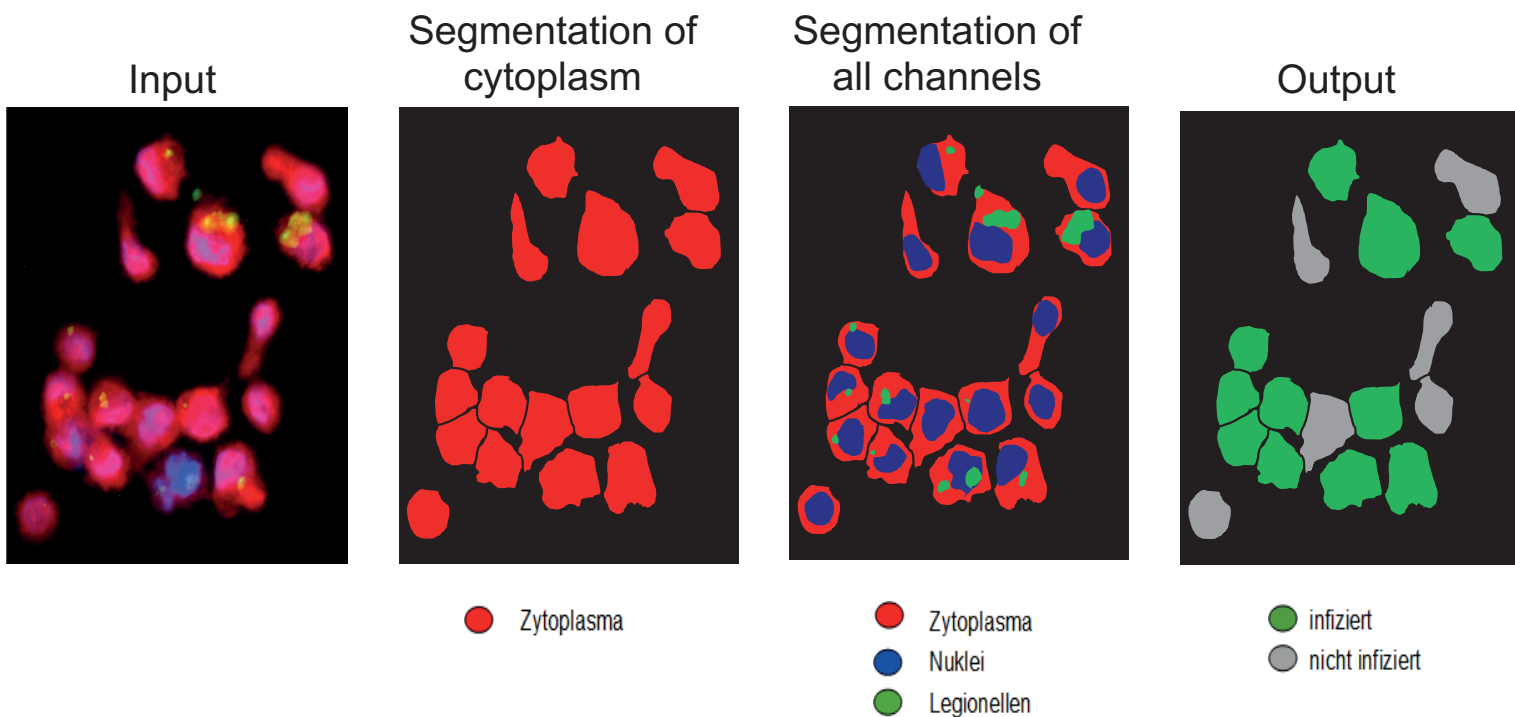 Input
Segmentation of
cytoplasm
Segmentation of
all channels
Output
Zytoplasma
Zytoplasma
Nuklei
Legionellen
infiziert
nicht infiziert